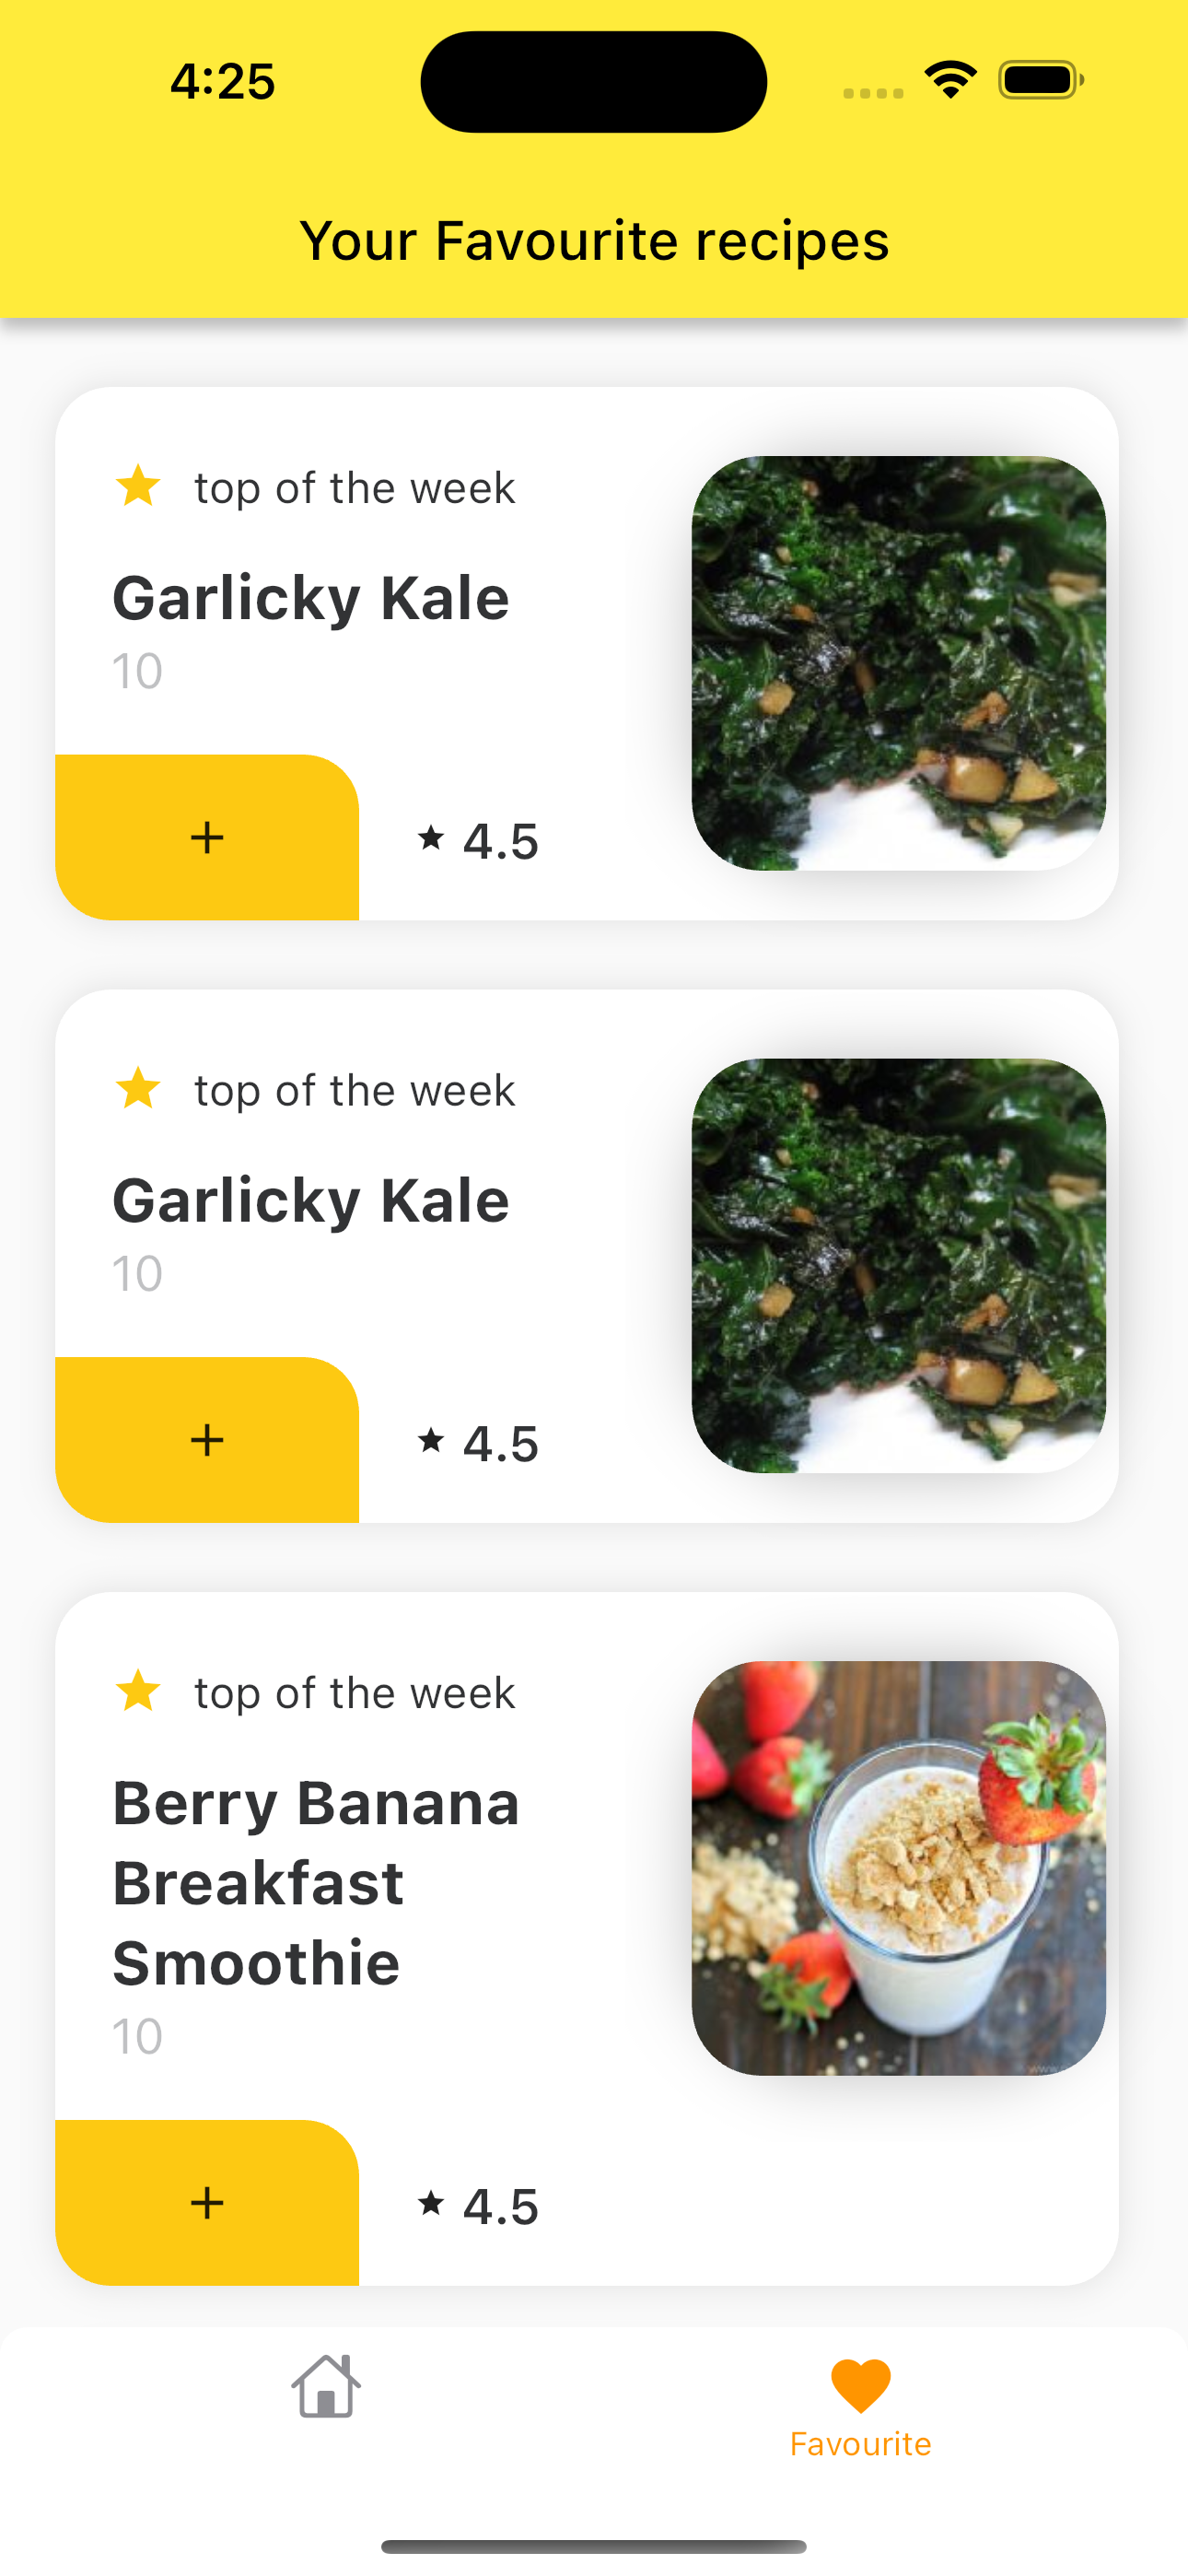 4:25
Your Favourite recipes
top of the week
Garlicky Kale
10
+
4.5
top of the week
Garlicky Kale
10
+
4.5
top of the week
Berry Banana
Breakfast
Smoothie
10
+
4.5
Favourite